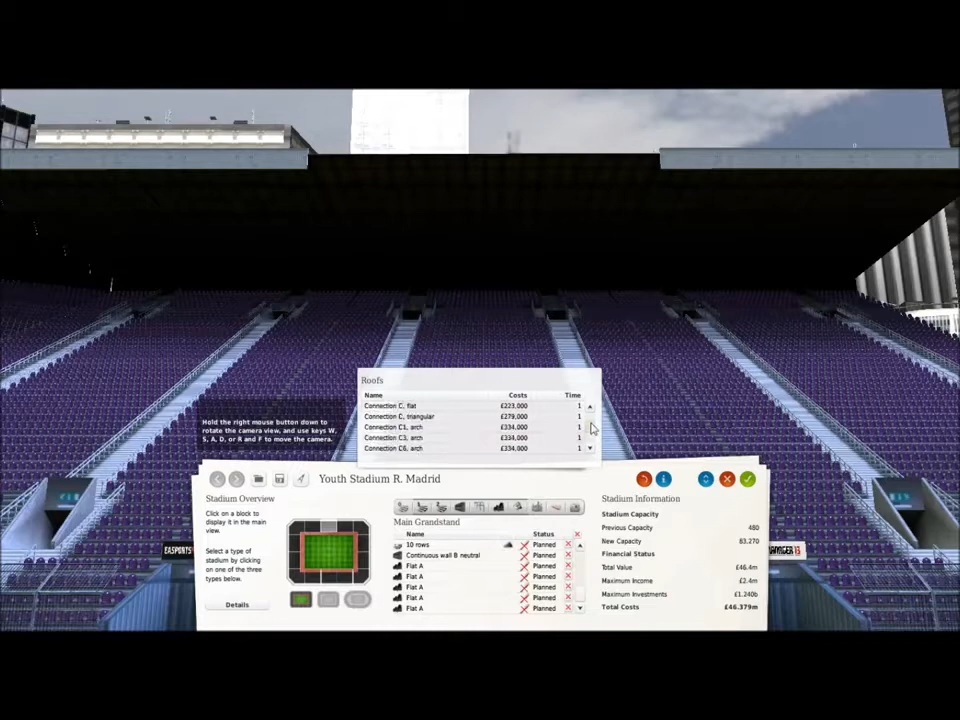 Roofs
Name Costs Time
Connection C, flat £223,000 1
Connection C, triangular £279,000 1
Connection C1, arch £334,000 1
Connection C3, arch £334,000 1
Connection C6, arch £334,000 1
Hold the right mouse button down to
rotate the camera view, and use keys W,
S, A, D, or R and F to move the camera.
Youth Stadium R. Madrid
Stadium Overview
Click on a block to
display it in the main
view.
Select a type of
stadium by clicking
on one of the three
types below.
Details
Main Grandstand
Name Status
10 rows Planned
Continuous wall B neutral Planned
Flat A Planned
Flat A Planned
Flat A Planned
Flat A Planned
Flat A Planned
Stadium Information
Stadium Capacity
Previous Capacity 480
New Capacity 83,270
Financial Status
Total Value £46.4m
Maximum Income £2.4m
Maximum Investments £1.240b
Total Costs £46.379m
EASPORTS